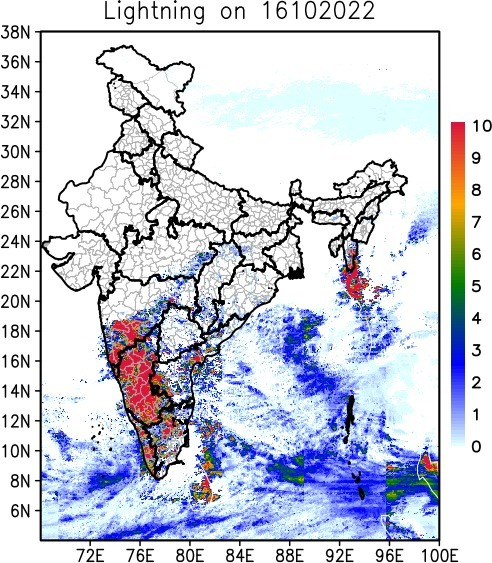 Lightning on 16102022
38N
36N
34N
32N
30N
28N
26N
24N
22N
20N
18N
16N
14N
12N
10N
8N
6N
72E 76E 80E 84E 88E 92E 96E 100E
10
9
8
7
6
5
4
3
2
1
0